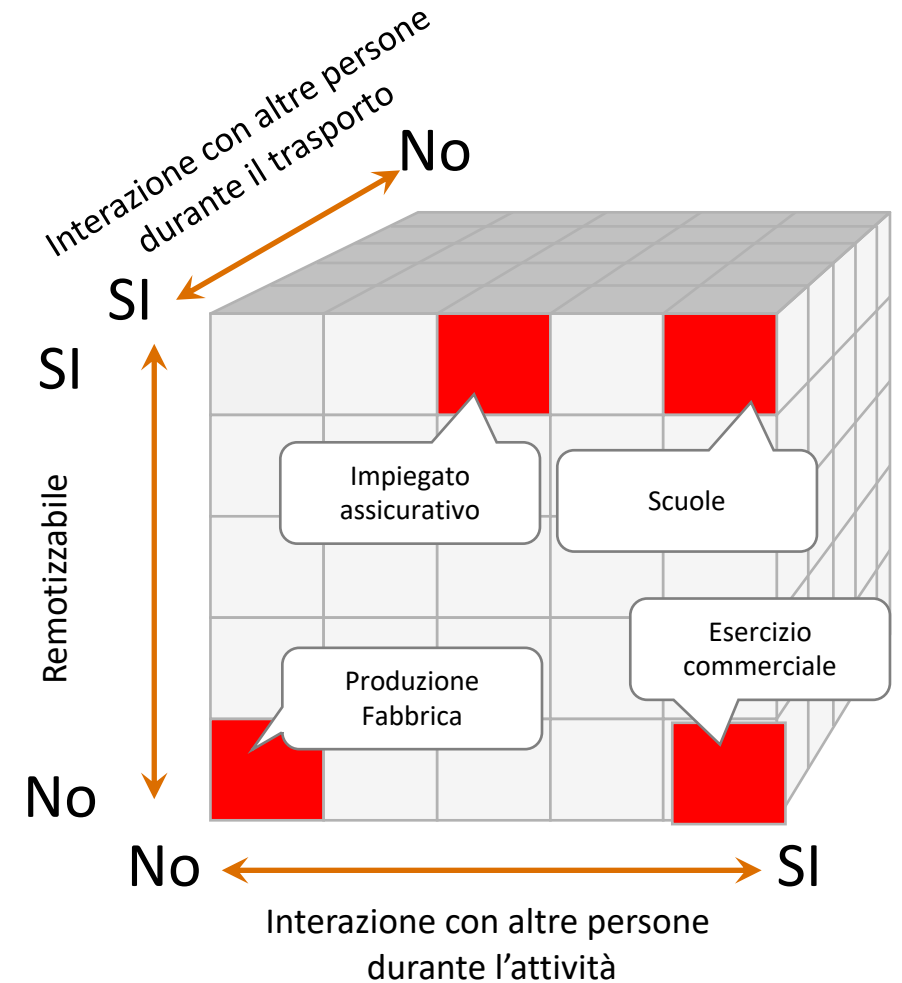 Interazione con altre persone
durante il trasporto
No
SI
SI
Remotizzabile
Impiegato
assicurativo
Scuole
Esercizio
commerciale
Produzione
Fabbrica
No
No
SI
Interazione con altre persone
durante l’attività